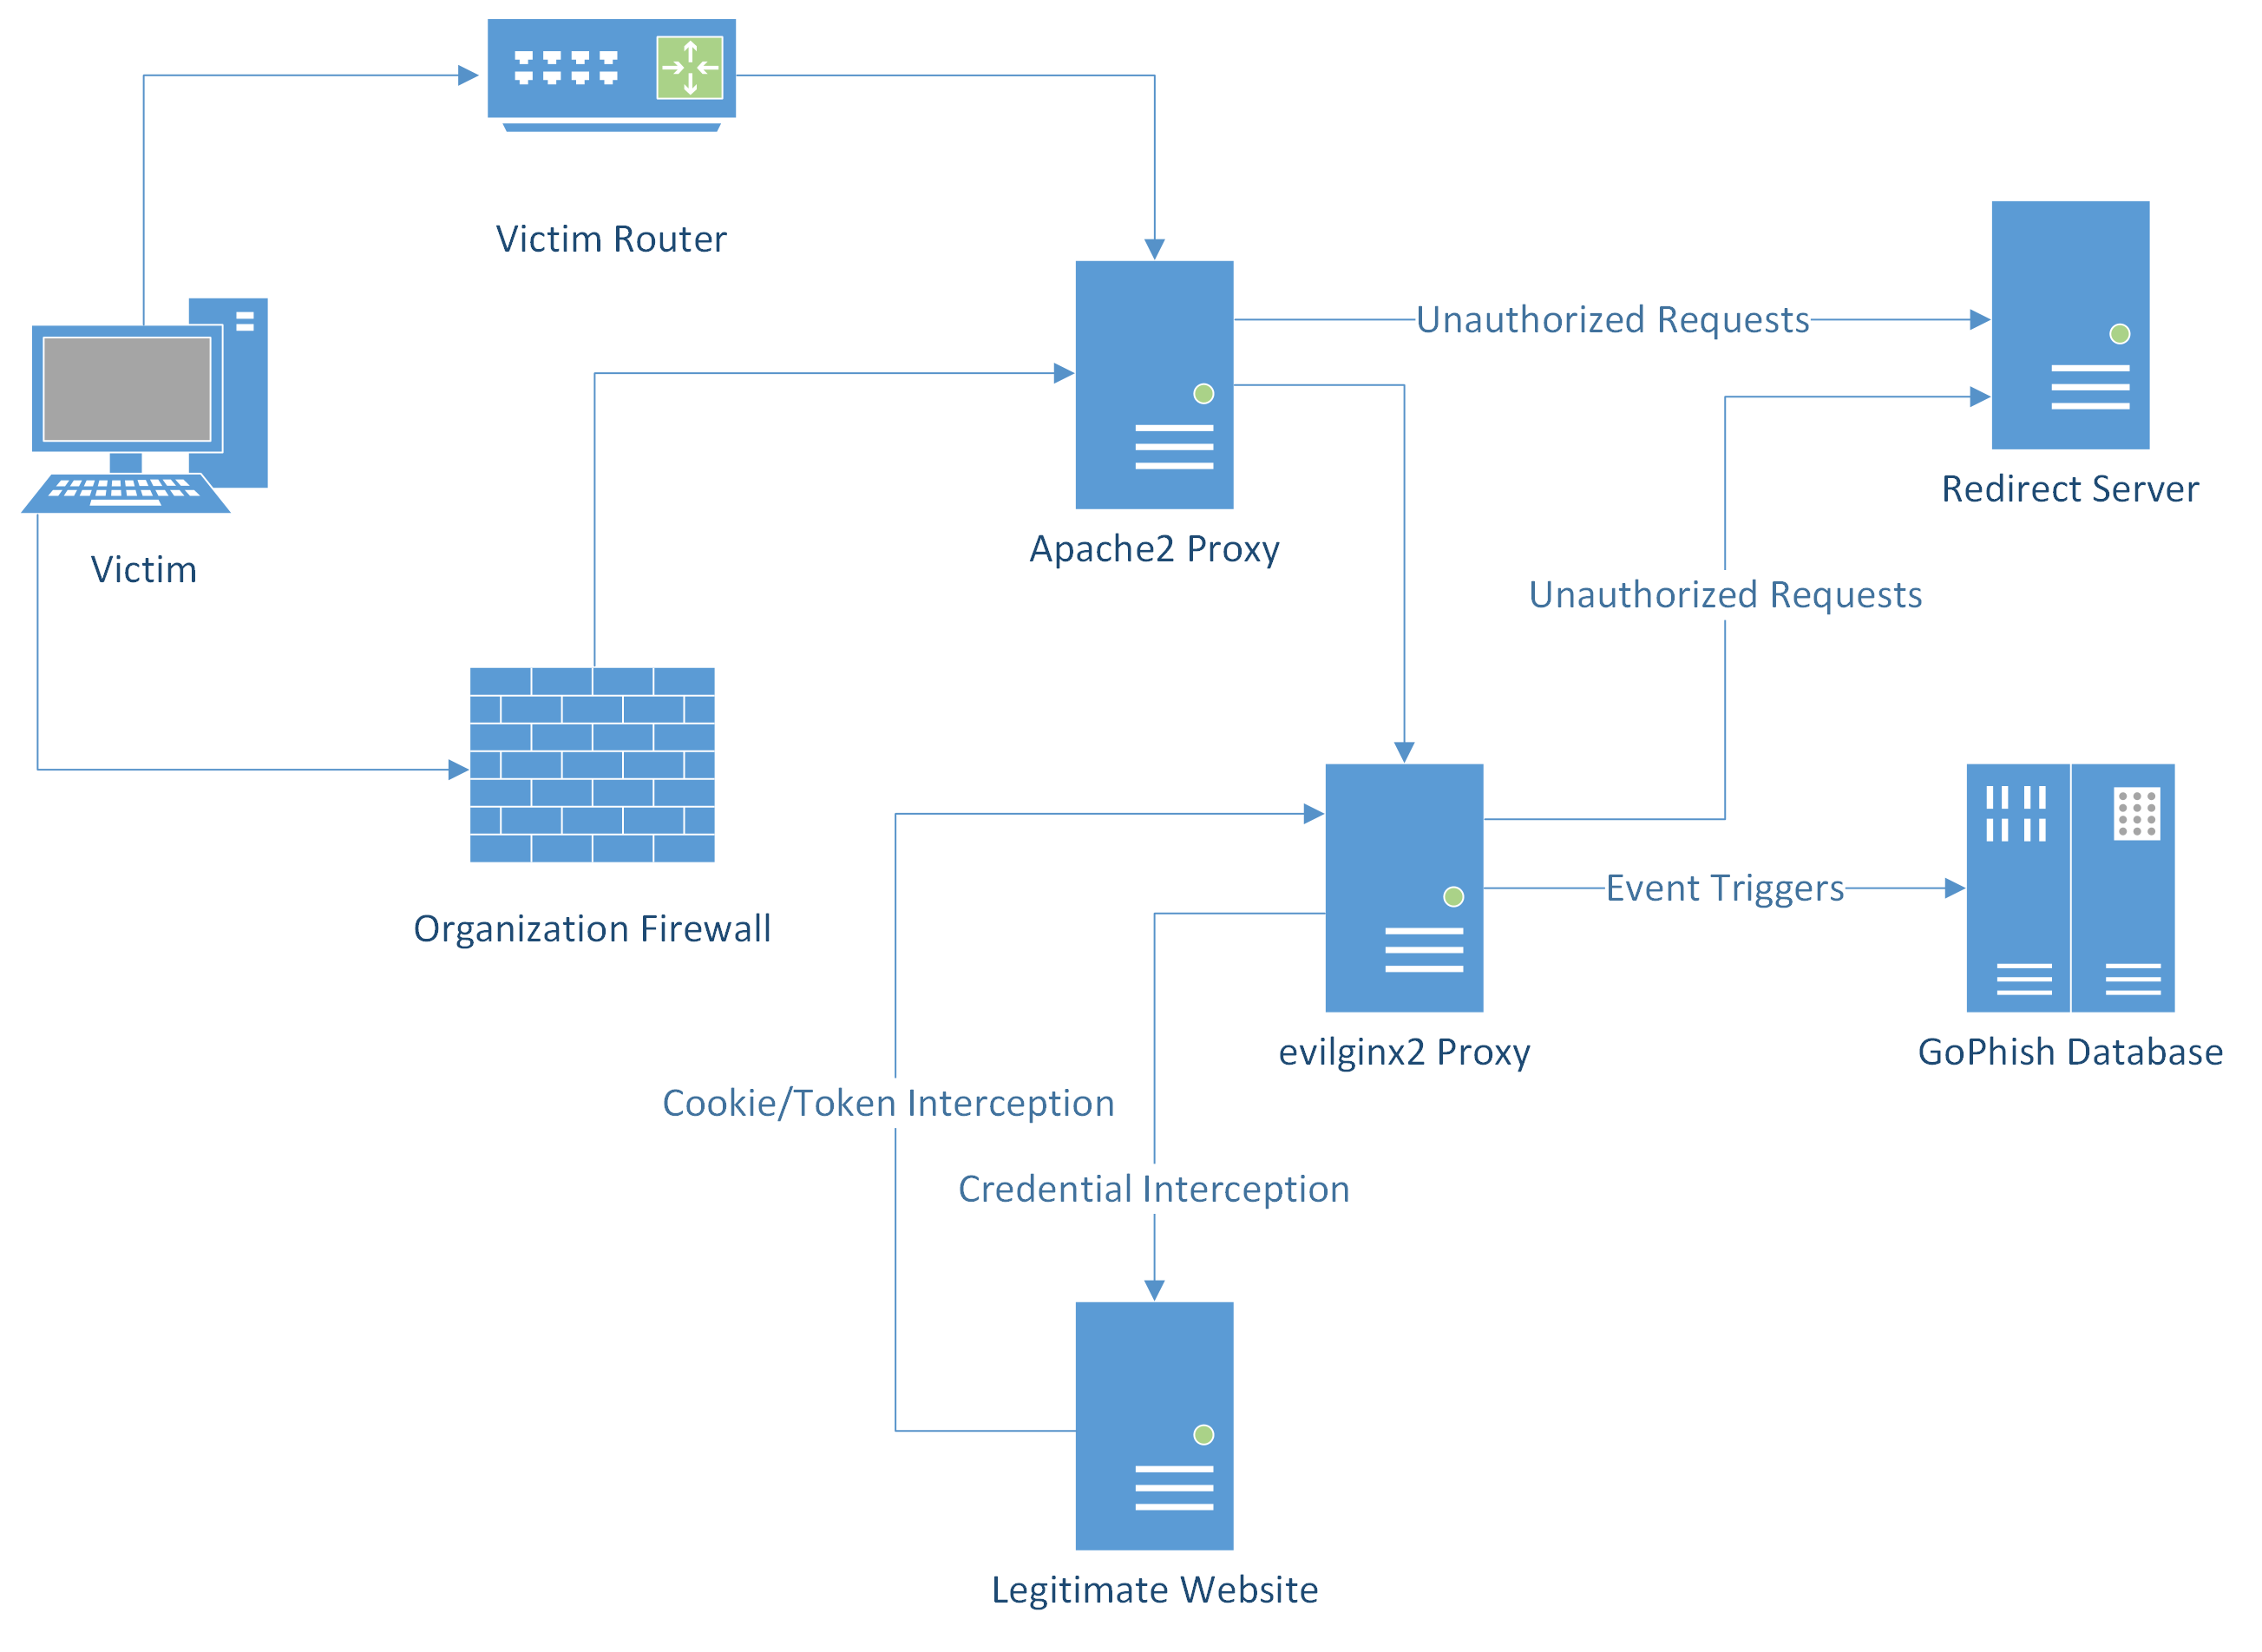 Victim Router
Unauthorized Requests
Redirect Server
Apache2 Proxy
Victim
Unauthorized Requests
Event Triggers
Organization Firewall
evilginx2 Proxy
GoPhish Database
Cookie/Token Interception
Credential Interception
Legitimate Website